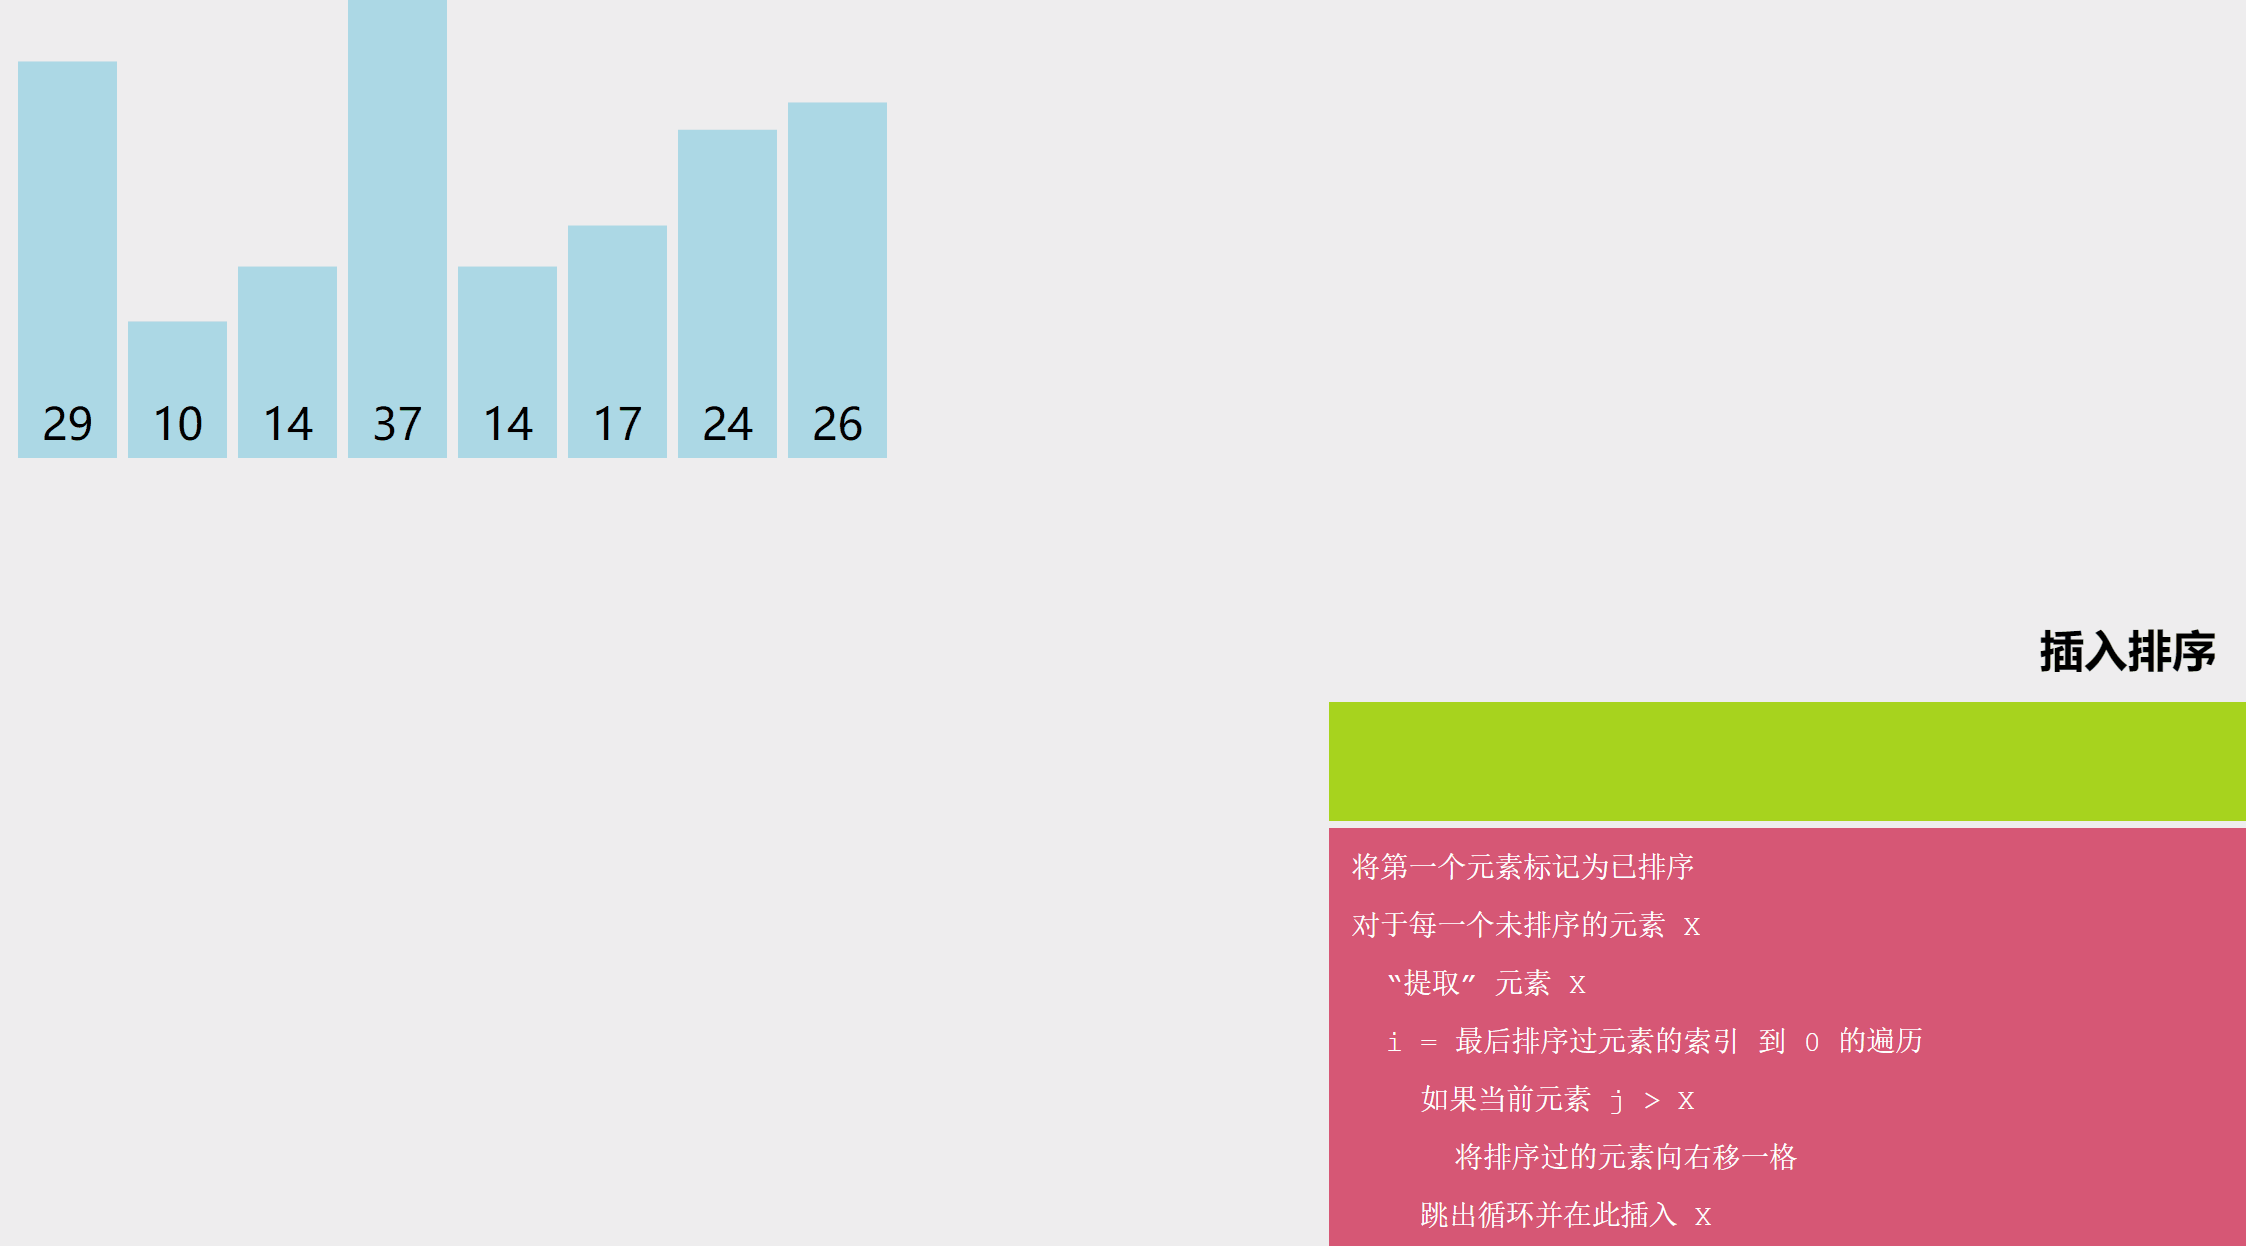 29 10 14 37 14 17 24 26
插入排序
将第一个元素标记为已排序
对于每一个未排序的元素 X
“提取” 元素 X
i = 最后排序过元素的索引 到 0 的遍历
如果当前元素 j > X
将排序过的元素向右移一格
跳出循环并在此插入 X